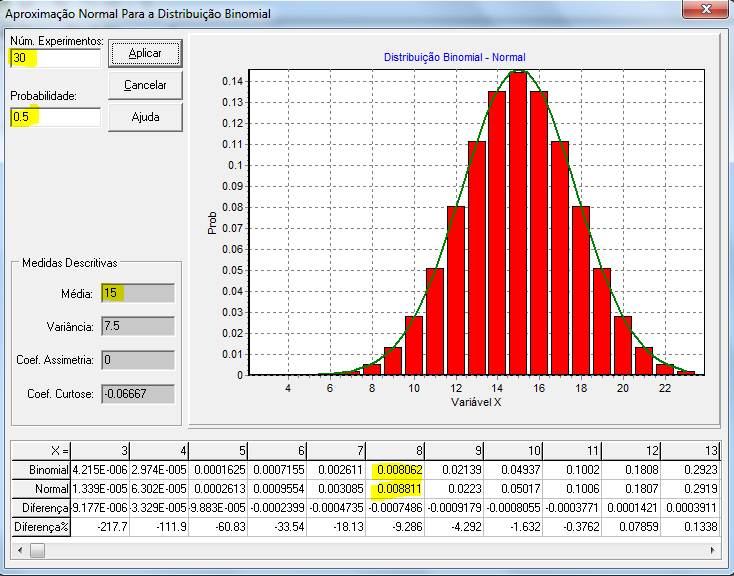 Aproximação Normal Para a Distribuição Binomial
Núm. Experimentos:
30
Aplicar
Cancelar
Probabilidade:
0.5
Ajuda
Distribuição Binomial - Normal
Prob
0.14
0.13
0.12
0.11
0.1
0.09
0.08
0.07
0.06
0.05
0.04
0.03
0.02
0.01
0
4 6 8 10 12 14 16 18 20 22
Variável X
Medidas Descritivas
Média: 15
Variância: 7.5
Coef. Assimetria: 0
Coef. Curtose: -0.06667
X = 3 4 5 6 7 8 9 10 11 12 13
Binomial 4.215E-006 2.974E-005 0.0001625 0.0007155 0.002611 0.008062 0.02139 0.04937 0.1002 0.1808 0.2923
Normal 1.339E-005 6.302E-005 0.0002613 0.0009554 0.003085 0.008811 0.0223 0.05017 0.1006 0.1807 0.2919
Diferença -9.177E-006 -3.329E-005 -9.883E-005 -0.0002399 -0.0004735 -0.0007486 -0.0009179 -0.0008055 -0.0003771 0.0001421 0.0003911
Diferença% -217.7 -111.9 -60.83 -33.54 -18.13 -9.286 -4.292 -1.632 -0.3762 0.07859 0.1338